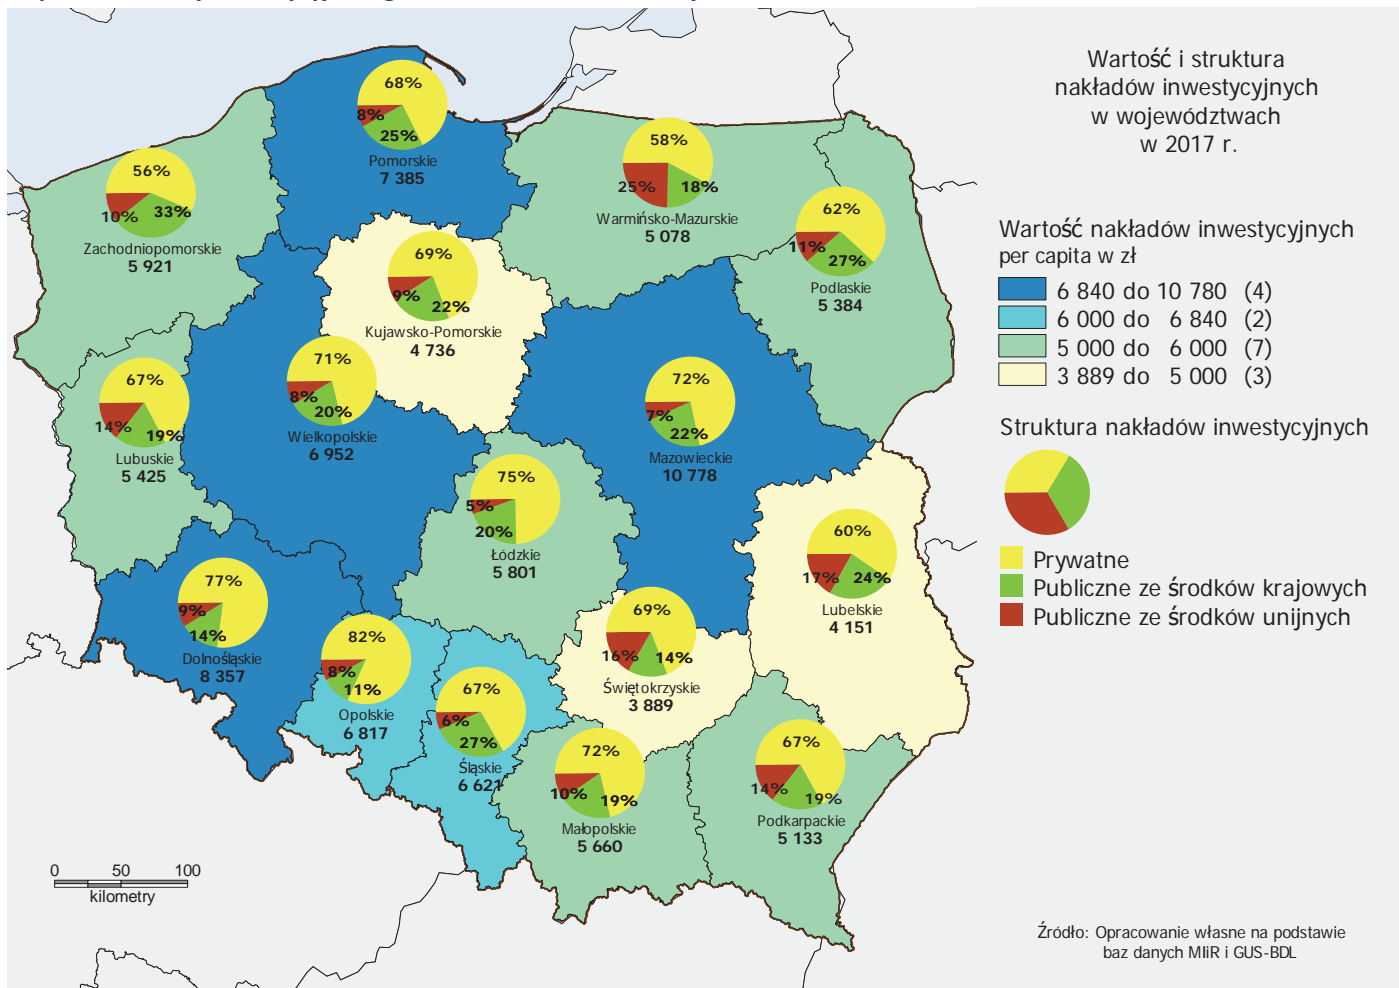 Wartość i struktura
nakładów inwestycyjnych
w województwach
w 2017 r.
Wartość nakładów inwestycyjnych
per capita w zł
6 840 do 10 780 (4)
6 000 do 6 840 (2)
5 000 do 6 000 (7)
3 889 do 5 000 (3)
Struktura nakładów inwestycyjnych
Prywatne
Publiczne ze środków krajowych
Publiczne ze środków unijnych
68%
8%
25%
Pomorskie
7 385
58%
25%
18%
Warmińsko-Mazurskie
5 078
56%
10%
33%
Zachodniopomorskie
5 921
62%
11%
27%
Podlaskie
5 384
69%
9%
22%
Kujawsko-Pomorskie
4 736
71%
8%
20%
Wielkopolskie
6 952
72%
7%
22%
Mazowieckie
10 778
67%
14%
19%
Lubuskie
5 425
75%
5%
20%
Łódzkie
5 801
60%
17%
24%
Lubelskie
4 151
77%
9%
14%
Dolnośląskie
8 357
82%
8%
11%
Opolskie
6 817
69%
16%
14%
Świętokrzyskie
3 889
67%
6%
27%
Śląskie
6 621
72%
10%
19%
Małopolskie
5 660
67%
14%
19%
Podkarpackie
5 133
0 50 100
kilometry
Źródło: Opracowanie własne na podstawie
baz danych MIiR i GUS-BDL